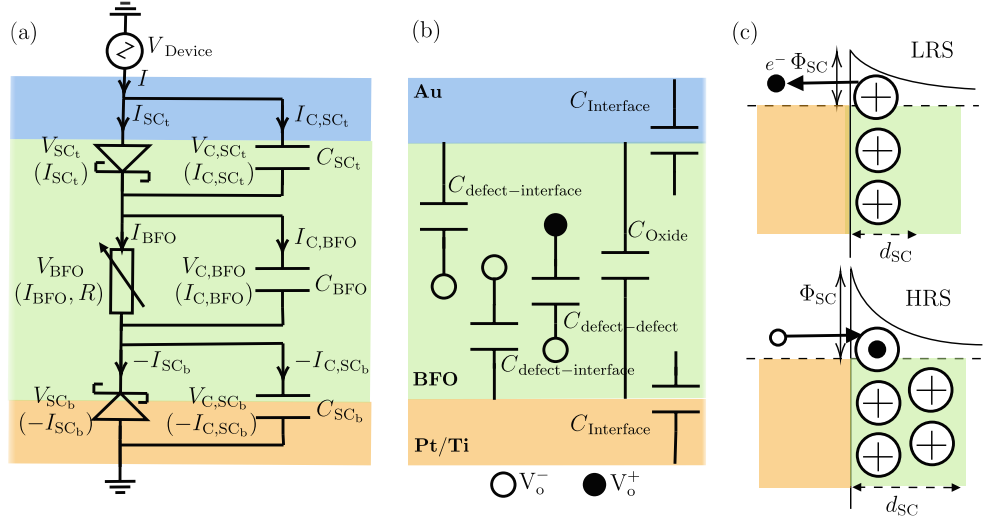 (a)
V_Device
I
I_SC_t
I_C,SC_t
V_SC_t
(I_SC_t)
V_C,SC_t
(I_C,SC_t)
C_SC_t
I_BFO
I_C,BFO
V_BFO
(I_BFO, R)
V_C,BFO
(I_C,BFO)
C_BFO
−I_SC_b
−I_C,SC_b
V_SC_b
(−I_SC_b)
V_C,SC_b
(−I_C,SC_b)
C_SC_b
(b)
Au
C_Interface
C_defect−interface
C_Oxide
C_defect−defect
C_defect−interface
BFO
C_Interface
Pt/Ti
V_o^−
V_o^+
(c)
LRS
e^− Φ_SC
d_SC
Φ_SC
HRS
d_SC